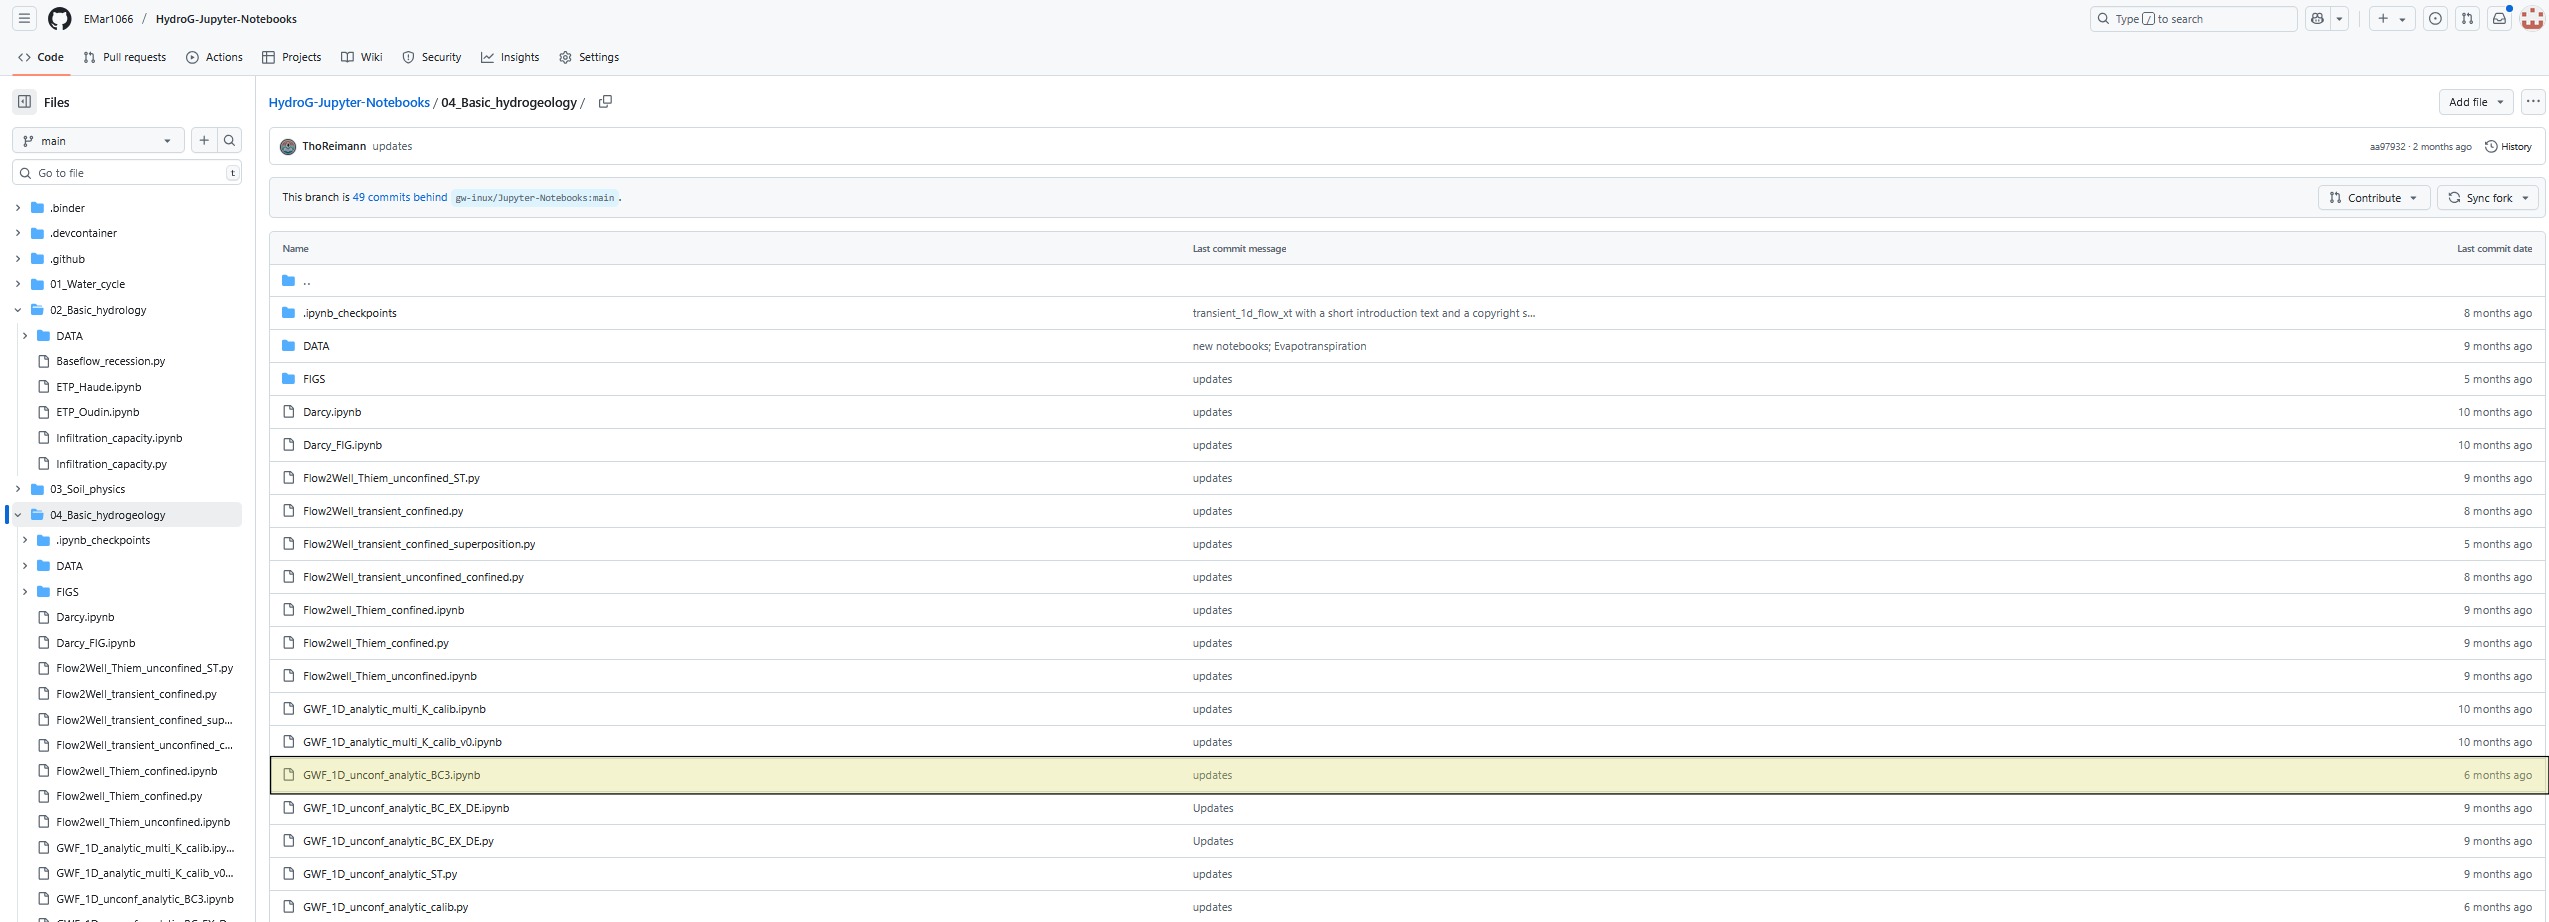 EMar1066 / HydroG-Jupyter-Notebooks
Type / to search
Code Pull requests Actions Projects Wiki Security Insights Settings
Files
main
Go to file t
.binder
.devcontainer
.github
01_Water_cycle
02_Basic_hydrology
DATA
Baseflow_recession.py
ETP_Haude.ipynb
ETP_Oudin.ipynb
Infiltration_capacity.ipynb
Infiltration_capacity.py
03_Soil_physics
04_Basic_hydrogeology
.ipynb_checkpoints
DATA
FIGS
Darcy.ipynb
Darcy_FIG.ipynb
Flow2Well_Thiem_unconfined_ST.py
Flow2Well_transient_confined.py
Flow2Well_transient_confined_sup...
Flow2Well_transient_unconfined_c...
Flow2well_Thiem_confined.ipynb
Flow2well_Thiem_confined.py
Flow2well_Thiem_unconfined.ipynb
GWF_1D_analytic_multi_K_calib.ipy...
GWF_1D_analytic_multi_K_calib_v0...
GWF_1D_unconf_analytic_BC3.ipynb
HydroG-Jupyter-Notebooks / 04_Basic_hydrogeology /
Add file
ThoReimann updates aa97932 · 2 months ago History
This branch is 49 commits behind gw-inux/Jupyter-Notebooks:main .
Contribute Sync fork
Name Last commit message Last commit date
..
.ipynb_checkpoints transient_1d_flow_xt with a short introduction text and a copyright s... 8 months ago
DATA new notebooks; Evapotranspiration 9 months ago
FIGS updates 5 months ago
Darcy.ipynb updates 10 months ago
Darcy_FIG.ipynb updates 10 months ago
Flow2Well_Thiem_unconfined_ST.py updates 9 months ago
Flow2Well_transient_confined.py updates 8 months ago
Flow2Well_transient_confined_superposition.py updates 5 months ago
Flow2Well_transient_unconfined_confined.py updates 8 months ago
Flow2well_Thiem_confined.ipynb updates 9 months ago
Flow2well_Thiem_confined.py updates 9 months ago
Flow2well_Thiem_unconfined.ipynb updates 9 months ago
GWF_1D_analytic_multi_K_calib.ipynb updates 10 months ago
GWF_1D_analytic_multi_K_calib_v0.ipynb updates 10 months ago
GWF_1D_unconf_analytic_BC3.ipynb updates 6 months ago
GWF_1D_unconf_analytic_BC_EX_DE.ipynb Updates 9 months ago
GWF_1D_unconf_analytic_BC_EX_DE.py Updates 9 months ago
GWF_1D_unconf_analytic_ST.py updates 9 months ago
GWF_1D_unconf_analytic_calib.py updates 6 months ago